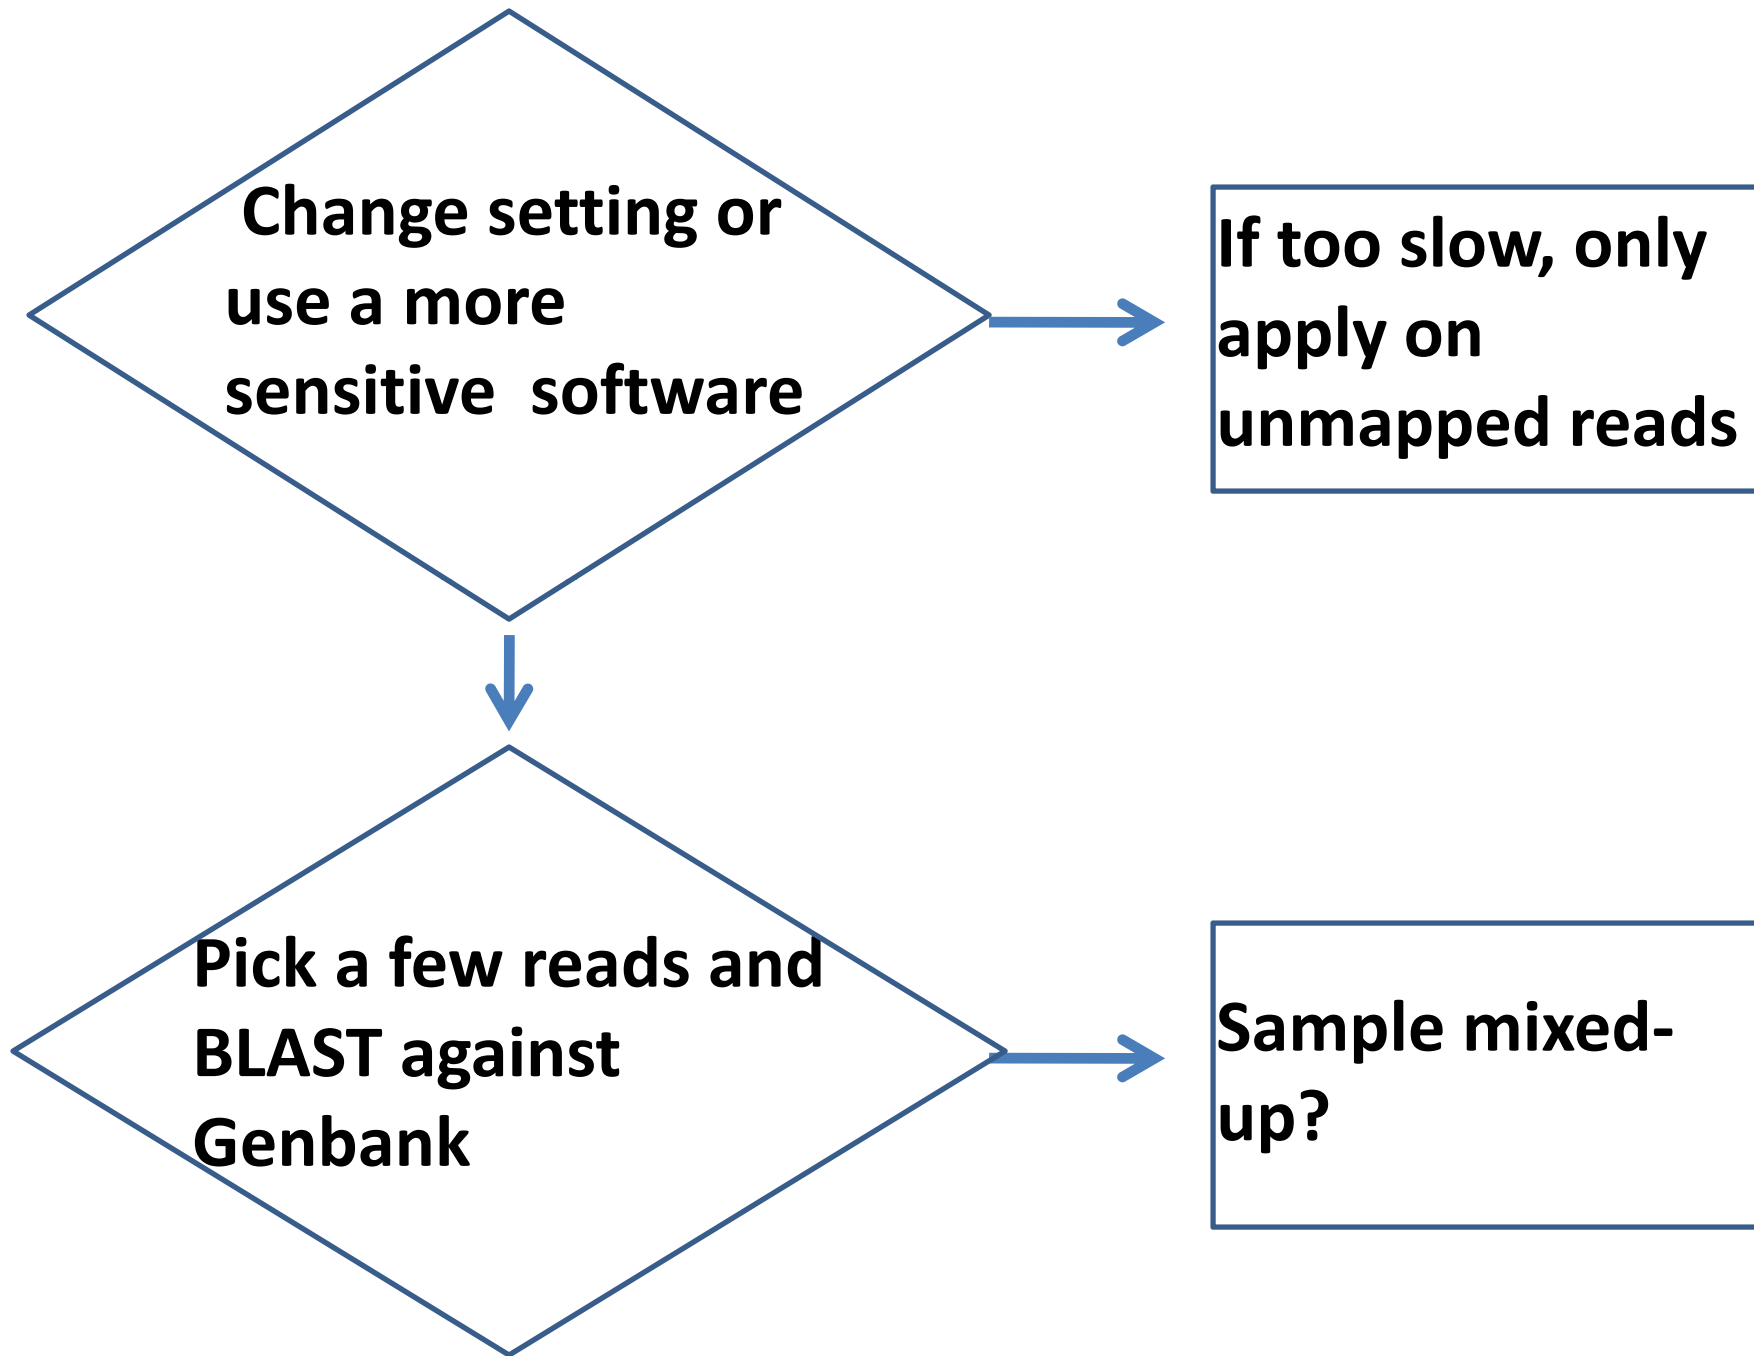 Change setting or
use a more
sensitive software
If too slow, only
apply on
unmapped reads
Pick a few reads and
BLAST against
Genbank
Sample mixed-
up?